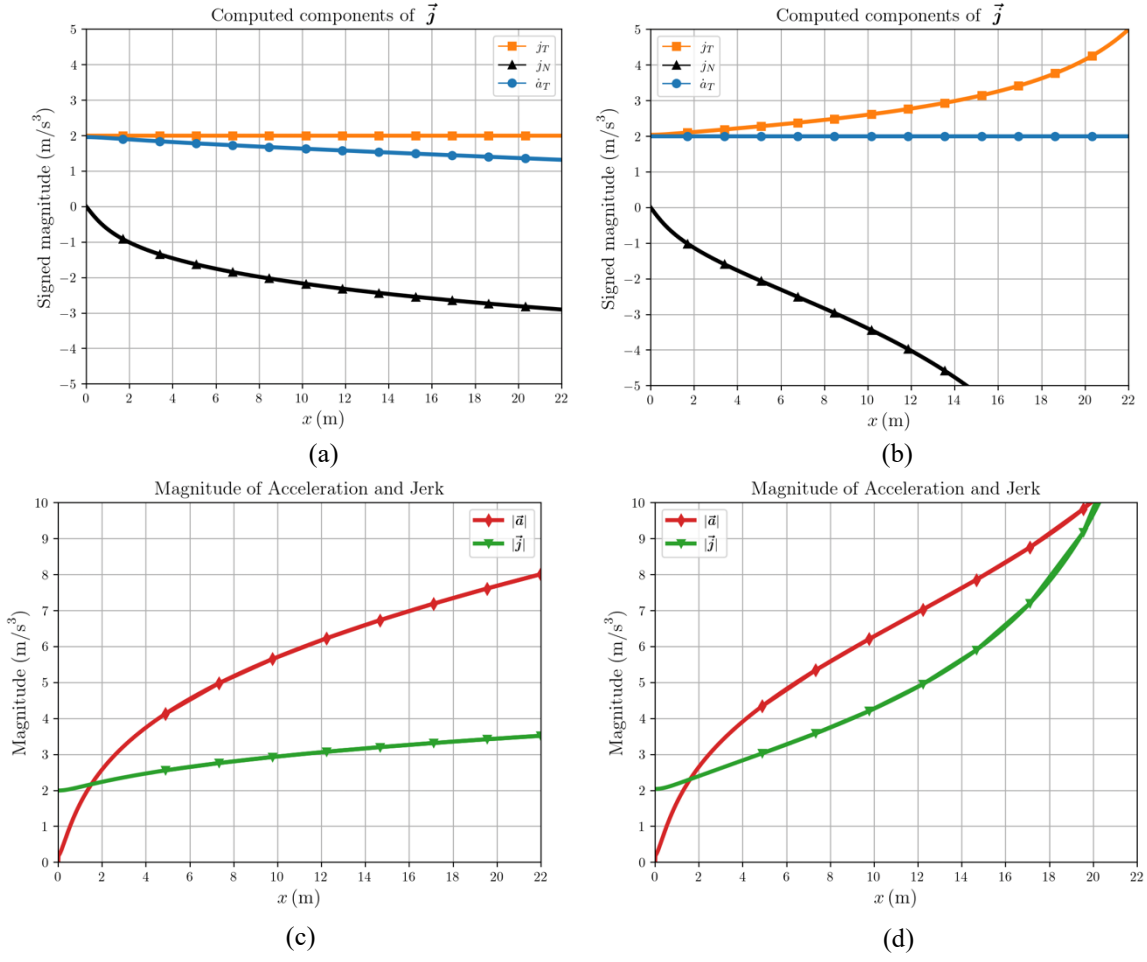 Computed components of j⃗
Signed magnitude (m/s³)
5
4
3
2
1
0
−1
−2
−3
−4
−5
j_T
j_N
ȧ_T
0 2 4 6 8 10 12 14 16 18 20 22
x (m)
(a)
Computed components of j⃗
Signed magnitude (m/s³)
5
4
3
2
1
0
−1
−2
−3
−4
−5
j_T
j_N
ȧ_T
0 2 4 6 8 10 12 14 16 18 20 22
x (m)
(b)
Magnitude of Acceleration and Jerk
Magnitude (m/s³)
10
9
8
7
6
5
4
3
2
1
0
|a⃗|
|j⃗|
0 2 4 6 8 10 12 14 16 18 20 22
x (m)
(c)
Magnitude of Acceleration and Jerk
Magnitude (m/s³)
10
9
8
7
6
5
4
3
2
1
0
|a⃗|
|j⃗|
0 2 4 6 8 10 12 14 16 18 20 22
x (m)
(d)